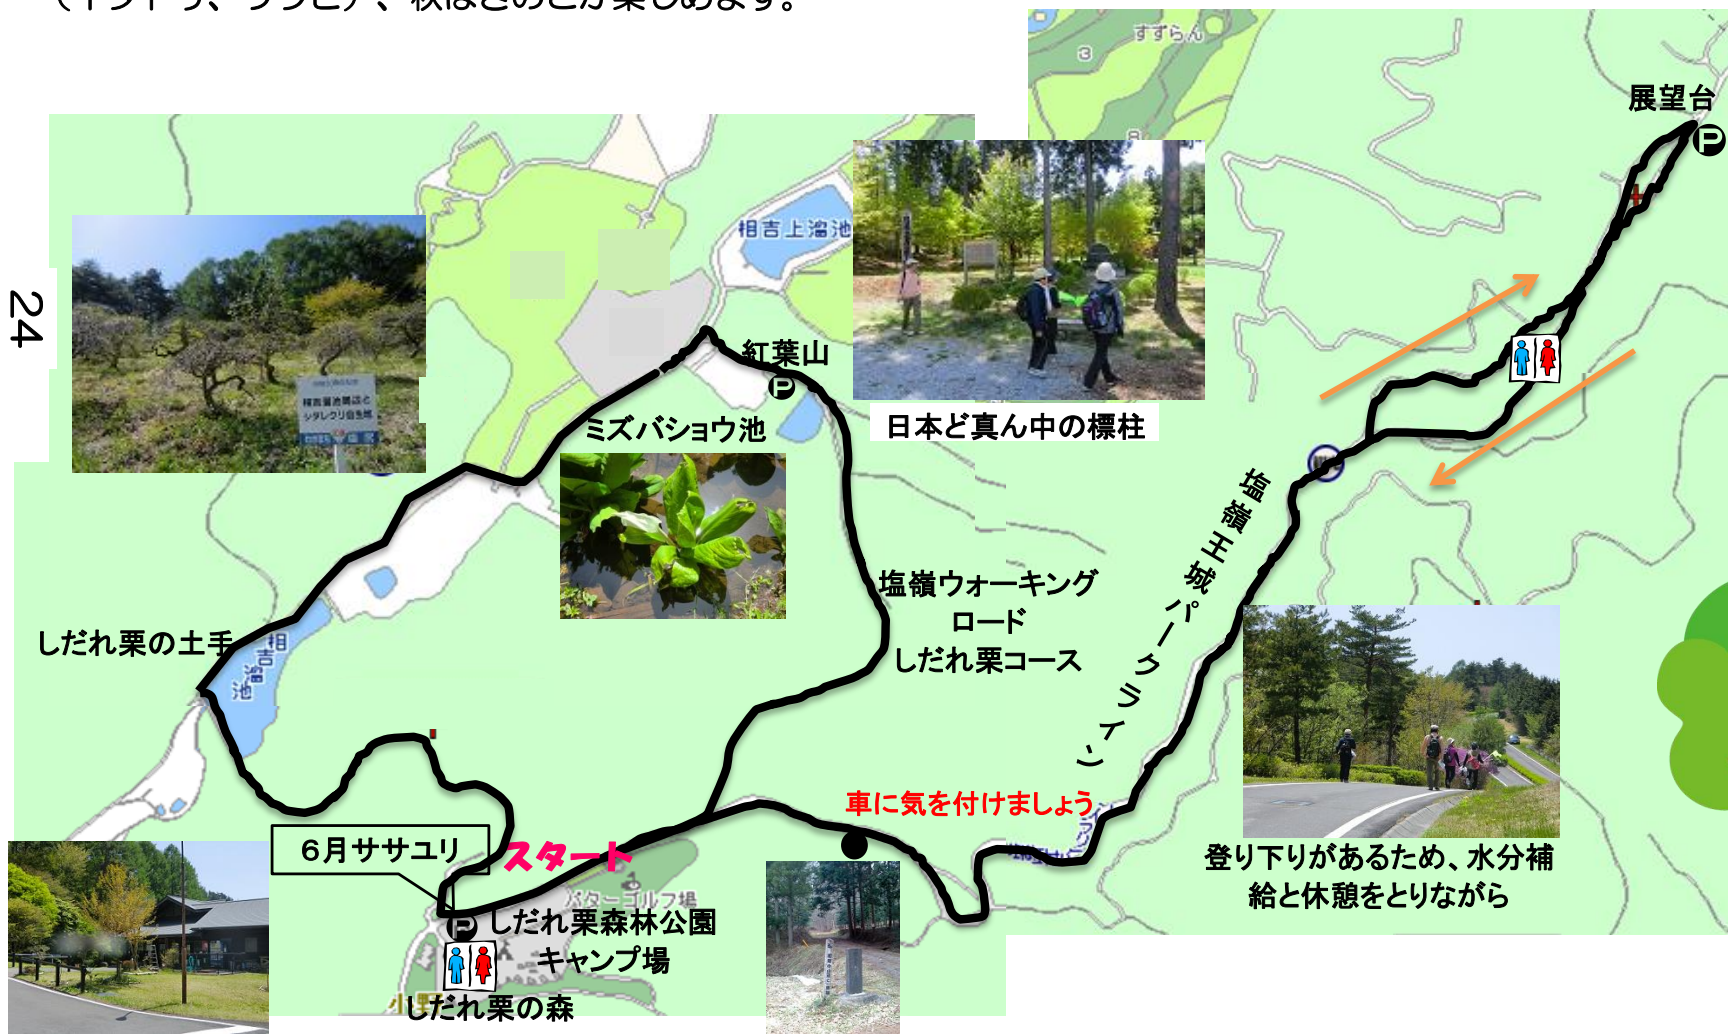 すずらん
3
8
展望台
P
相吉上溜池
24
紅葉山
P
ミズバショウ池
日本ど真ん中の標柱
塩嶺王城パークライン
塩嶺ウォーキング
ロード
しだれ栗コース
しだれ栗の土手
相吉溜池
車に気を付けましょう
6月ササユリ
スタート
パターゴルフ場
P
しだれ栗森林公園
キャンプ場
小野
しだれ栗の森
登り下りがあるため、水分補
給と休憩をとりながら